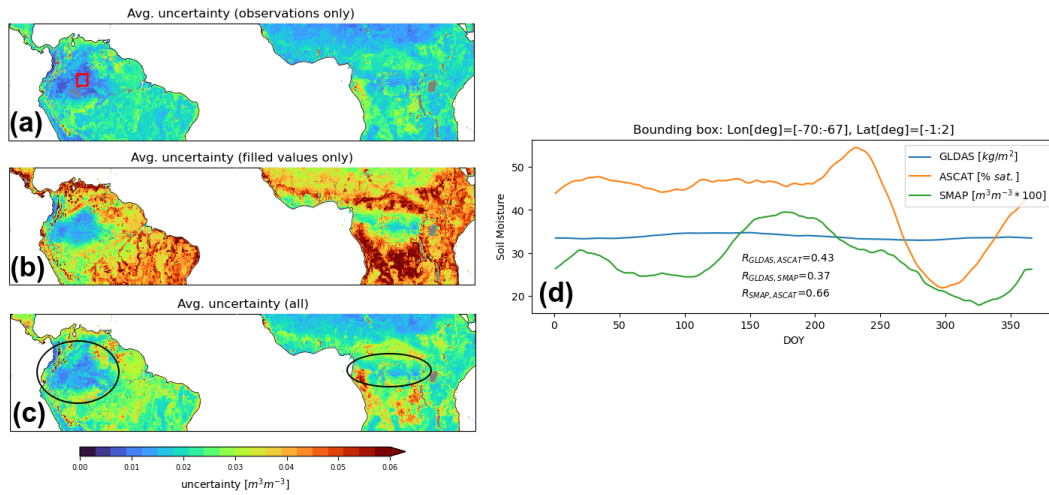 Avg. uncertainty (observations only)
(a)
Avg. uncertainty (filled values only)
(b)
Avg. uncertainty (all)
(c)
0.00 0.01 0.02 0.03 0.04 0.05 0.06
uncertainty [m³m⁻³]
Bounding box: Lon[deg]=[-70:-67], Lat[deg]=[-1:2]
GLDAS [kg/m²]
ASCAT [% sat.]
SMAP [m³m⁻³ * 100]
Soil Moisture
50
40
30
20
R_GLDAS,ASCAT=0.43
R_GLDAS,SMAP=0.37
R_SMAP,ASCAT=0.66
(d)
0 50 100 150 200 250 300 350
DOY